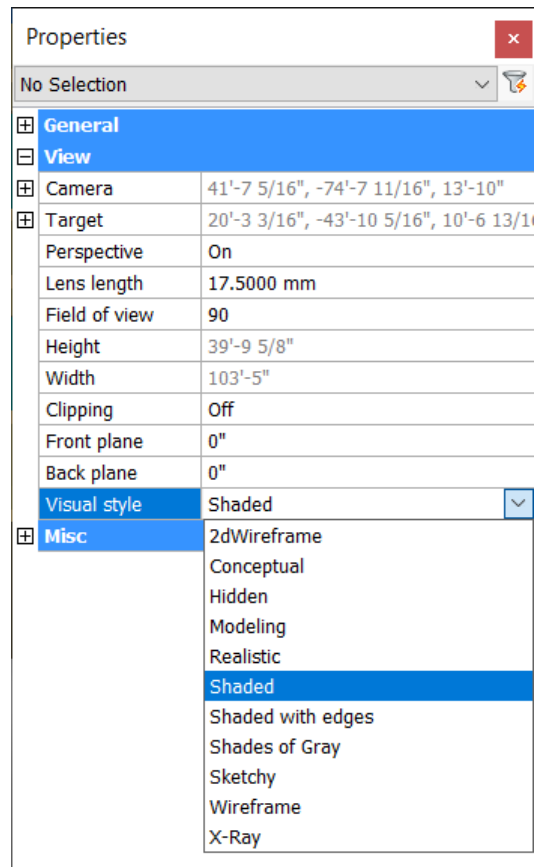 Properties
No Selection
General
View
Camera 41'-7 5/16", -74'-7 11/16", 13'-10"
Target 20'-3 3/16", -43'-10 5/16", 10'-6 13/16
Perspective On
Lens length 17.5000 mm
Field of view 90
Height 39'-9 5/8"
Width 103'-5"
Clipping Off
Front plane 0"
Back plane 0"
Visual style Shaded
Misc
2dWireframe
Conceptual
Hidden
Modeling
Realistic
Shaded
Shaded with edges
Shades of Gray
Sketchy
Wireframe
X-Ray